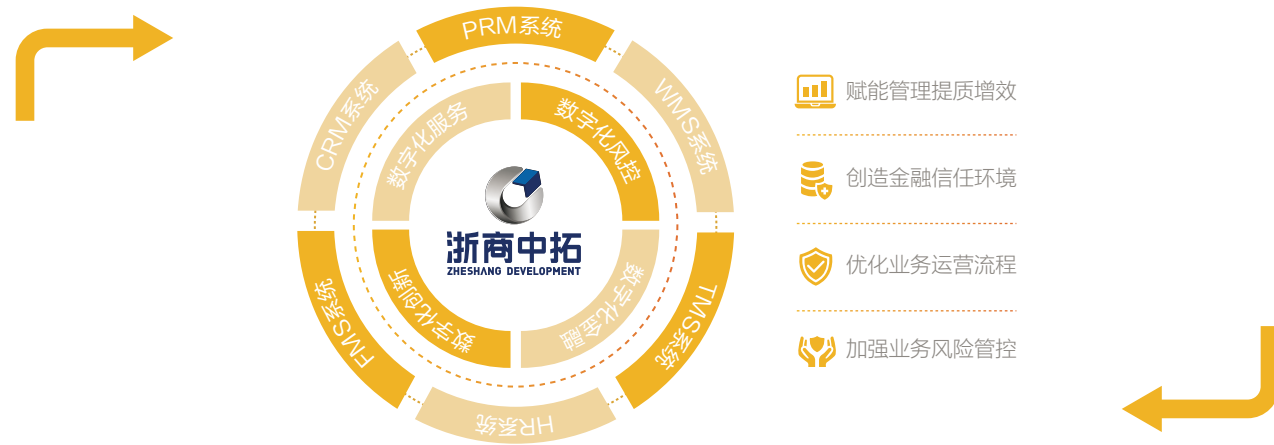 PRM系统
WMS系统
TMS系统
HR系统
FMS系统
CRM系统
数字化服务
数字化风控
数字化金融
数字化创新
浙商中拓
ZHESHANG DEVELOPMENT
赋能管理提质增效
创造金融信任环境
优化业务运营流程
加强业务风险管控